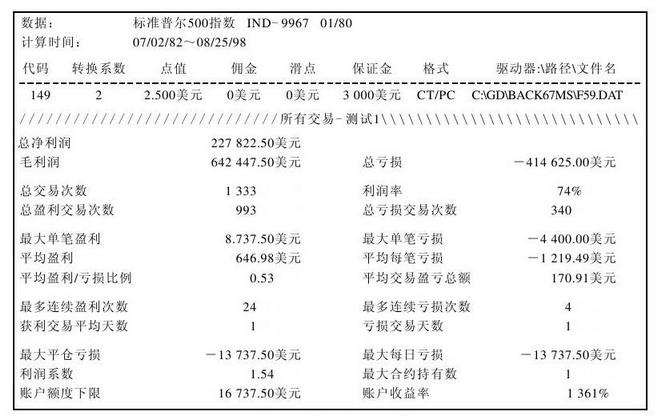 数据： 标准普尔500指数 IND-9967 01/80
计算时间： 07/02/82～08/25/98
代码 转换系数 点值 佣金 滑点 保证金 格式 驱动器:\路径\文件名
149 2 2.500美元 0美元 0美元 3 000美元 CT/PC C:\GD\BACK67MS\F59.DAT
/////////////////////////////所有交易-测试1\\\\\\\\\\\\\\\\\\\\\\\\\\\\\
总净利润 227 822.50美元
毛利润 642 447.50美元 总亏损 －414 625.00美元
总交易次数 1 333 利润率 74%
总盈利交易次数 993 总亏损交易次数 340
最大单笔盈利 8.737.50美元 最大单笔亏损 －4 400.00美元
平均盈利 646.98美元 平均每笔亏损 －1 219.49美元
平均盈利/亏损比例 0.53 平均交易盈亏总额 170.91美元
最多连续盈利次数 24 最多连续亏损次数 4
获利交易平均天数 1 亏损交易天数 1
最大平仓亏损 －13 737.50美元 最大每日亏损 －13 737.50美元
利润系数 1.54 最大合约持有数 1
账户额度下限 16 737.50美元 账户收益率 1 361%